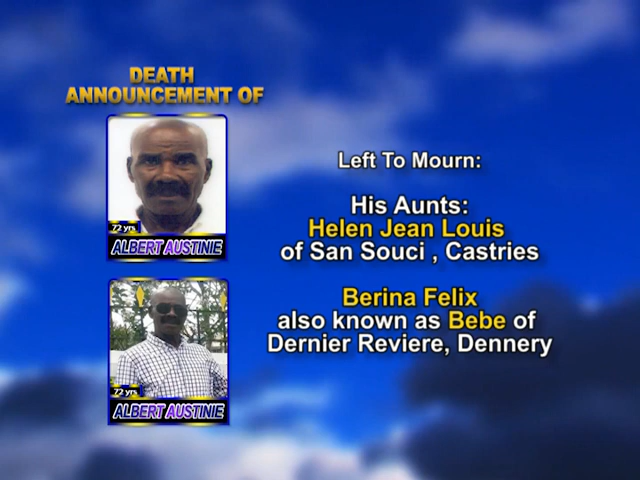 DEATH
ANNOUNCEMENT OF
72 yrs
ALBERT AUSTINIE
72 yrs
ALBERT AUSTINIE
Left To Mourn:
His Aunts:
Helen Jean Louis
of San Souci , Castries
Berina Felix
also known as Bebe of
Dernier Reviere, Dennery